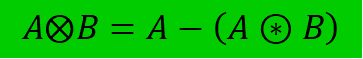 A⊗B = A − (A ⊛ B)